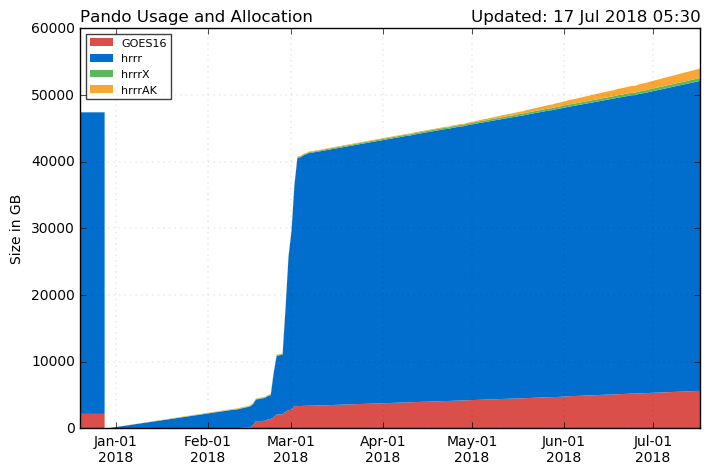 Pando Usage and Allocation
Updated: 17 Jul 2018 05:30
60000
50000
40000
30000
20000
10000
0
Size in GB
GOES16
hrrr
hrrrX
hrrrAK
Jan-01
2018
Feb-01
2018
Mar-01
2018
Apr-01
2018
May-01
2018
Jun-01
2018
Jul-01
2018